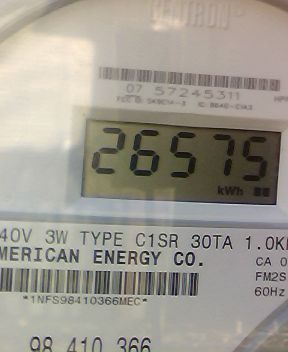 CENTRON
07 57245311
26575
kWh
40V 3W TYPE C1SR 30TA 1.0K
MERICAN ENERGY CO.
CA 0
FM2S
*1NFS98410366MEC*
60Hz
98 410 366